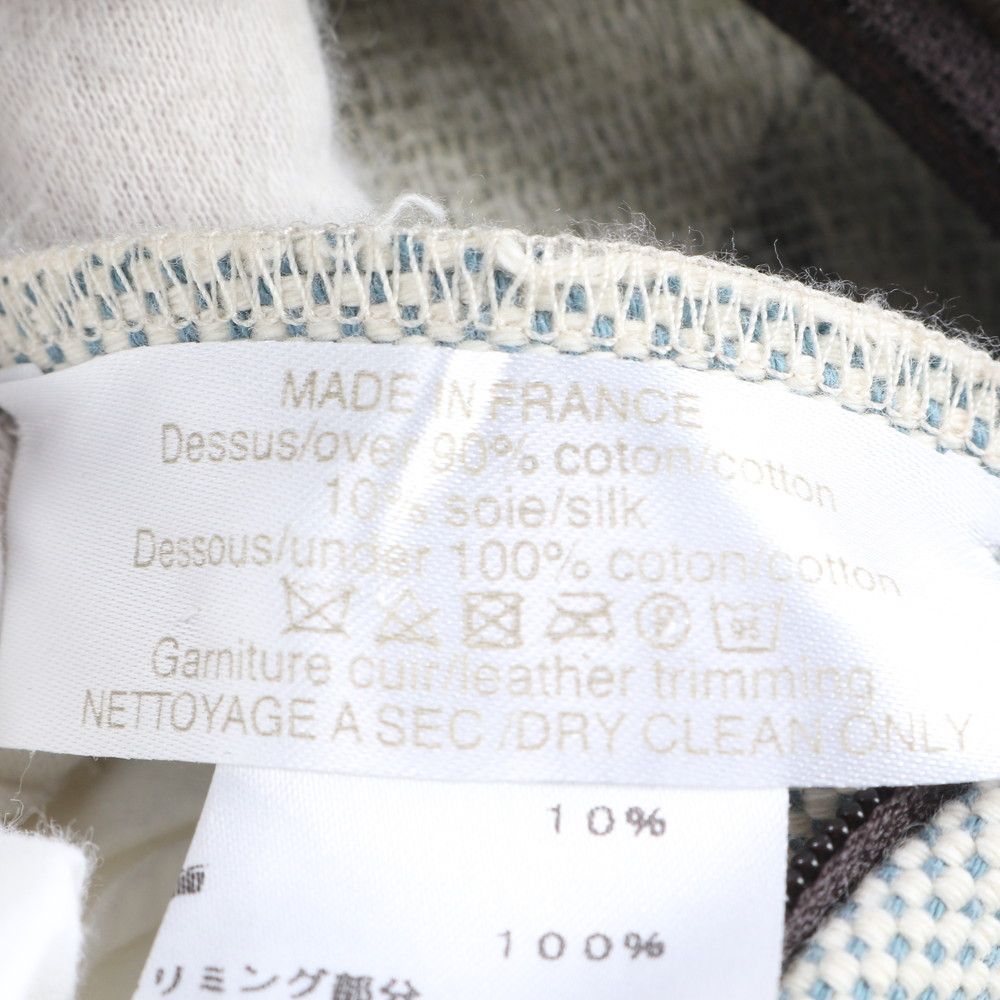 MADE IN FRANCE
Dessus/over 90% coton/cotton
10% soie/silk
Dessous/under 100% coton/cotton
P 95
Garniture cuir/leather trimming
NETTOYAGE A SEC /DRY CLEAN ONLY
10%
100%
リミング部分